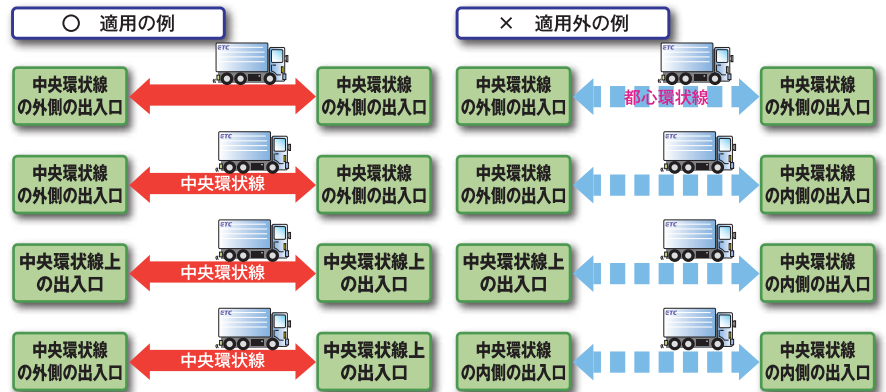 ○ 適用の例
× 適用外の例
ETC
中央環状線
の外側の出入口
中央環状線
の外側の出入口
ETC
中央環状線
の外側の出入口
都心環状線
中央環状線
の外側の出入口
ETC
中央環状線
の外側の出入口
中央環状線
中央環状線
の外側の出入口
ETC
中央環状線
の外側の出入口
中央環状線
の内側の出入口
ETC
中央環状線上
の出入口
中央環状線
中央環状線上
の出入口
ETC
中央環状線上
の出入口
中央環状線
の内側の出入口
ETC
中央環状線
の外側の出入口
中央環状線
中央環状線上
の出入口
ETC
中央環状線
の内側の出入口
中央環状線
の内側の出入口